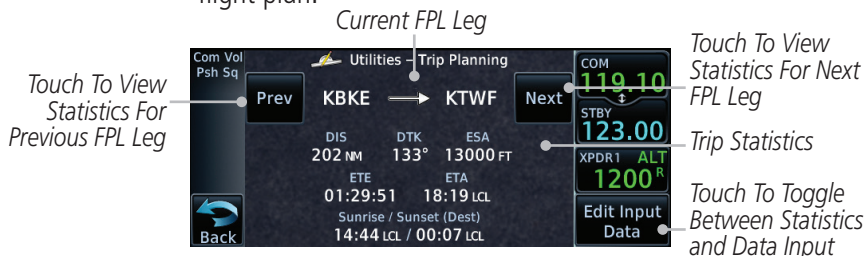 flight plan.
Current FPL Leg
Touch To View
Statistics For
Previous FPL Leg
Com Vol
Psh Sq
Utilities – Trip Planning
Prev
KBKE
KTWF
Next
DIS
DTK
ESA
202 NM
133°
13000 FT
ETE
ETA
01:29:51
18:19 LCL
Sunrise / Sunset (Dest)
14:44 LCL / 00:07 LCL
Back
COM
119.10
STBY
123.00
XPDR1 ALT
1200 R
Edit Input
Data
Touch To View
Statistics For Next
FPL Leg
Trip Statistics
Touch To Toggle
Between Statistics
and Data Input